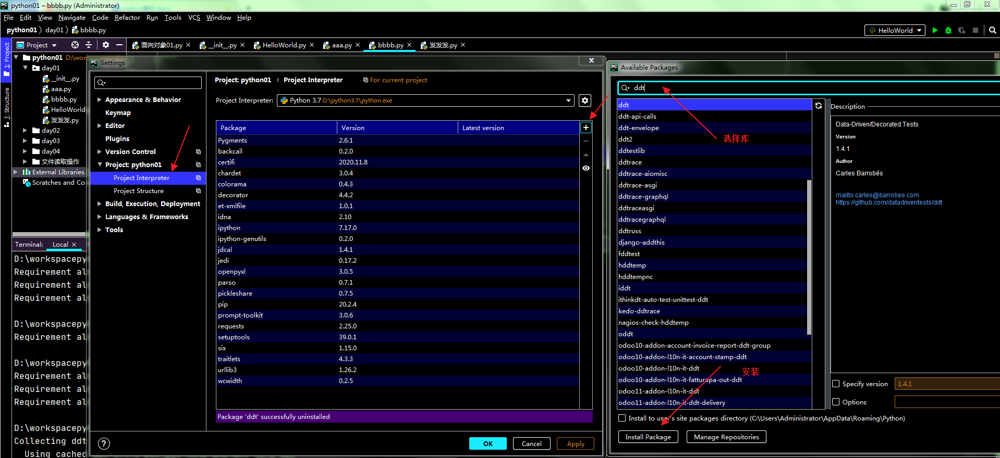 python01 – bbbb.py (Administrator)
File Edit View Navigate Code Refactor Run Tools VCS Window Help
python01 day01 bbbb.py
HelloWorld
Project
面向对象01.py __init__.py HelloWorld.py aaa.py bbbb.py 发发发.py
1: Project
7: Structure
python01 D:\wor
day01
__init__.py
aaa.py
bbbb.py
HelloWorld
发发发.py
day02
day03
day04
文件读取操作
External Libraries
Scratches and Co
Terminal: Local
D:\workspacepy
Requirement al
Requirement al
Requirement al
D:\workspacepy
Requirement al
D:\workspacepy
Requirement al
Requirement al
Requirement al
D:\workspacepy
Collecting ddt
Using cached
Settings
Appearance & Behavior
Keymap
Editor
Plugins
Version Control
Project: python01
Project Interpreter
Project Structure
Build, Execution, Deployment
Languages & Frameworks
Tools
Project: python01 › Project Interpreter For current project
Project Interpreter: Python 3.7 D:\python3.7\python.exe
Package Version Latest version
Pygments 2.6.1
backcall 0.2.0
certifi 2020.11.8
chardet 3.0.4
colorama 0.4.3
decorator 4.4.2
et-xmlfile 1.0.1
idna 2.10
ipython 7.17.0
ipython-genutils 0.2.0
jdcal 1.4.1
jedi 0.17.2
openpyxl 3.0.5
parso 0.7.1
pickleshare 0.7.5
pip 20.2.4
prompt-toolkit 3.0.6
requests 2.25.0
setuptools 39.0.1
six 1.15.0
traitlets 4.3.3
urllib3 1.26.2
wcwidth 0.2.5
Package 'ddt' successfully uninstalled
OK Cancel Apply
Available Packages
ddt
ddt
ddt-api-calls
ddt-envelope
ddt2
ddtestlib
ddtrace
ddtrace-aiomisc
ddtrace-asgi
ddtrace-graphql
ddtraceasgi
ddtracegraphql
ddtruss
django-addthis
fddtest
hddtemp
hddtempnc
iddt
ithinkdt-auto-test-unittest-ddt
kedo-ddtrace
nagios-check-hddtemp
oddt
odoo10-addon-account-invoice-report-ddt-group
odoo10-addon-l10n-it-account-stamp-ddt
odoo10-addon-l10n-it-ddt
odoo10-addon-l10n-it-fatturapa-out-ddt
odoo11-addon-l10n-it-ddt
odoo11-addon-l10n-it-ddt-delivery
选择库
安装
Description
Data-Driven/Decorated Tests
Version
1.4.1
Author
Carles Barrobés
mailto:carles@barrobes.com
https://github.com/datadriventests/ddt
Specify version 1.4.1
Options
Install to user's site packages directory (C:\Users\Administrator\AppData\Roaming\Python)
Install Package Manage Repositories